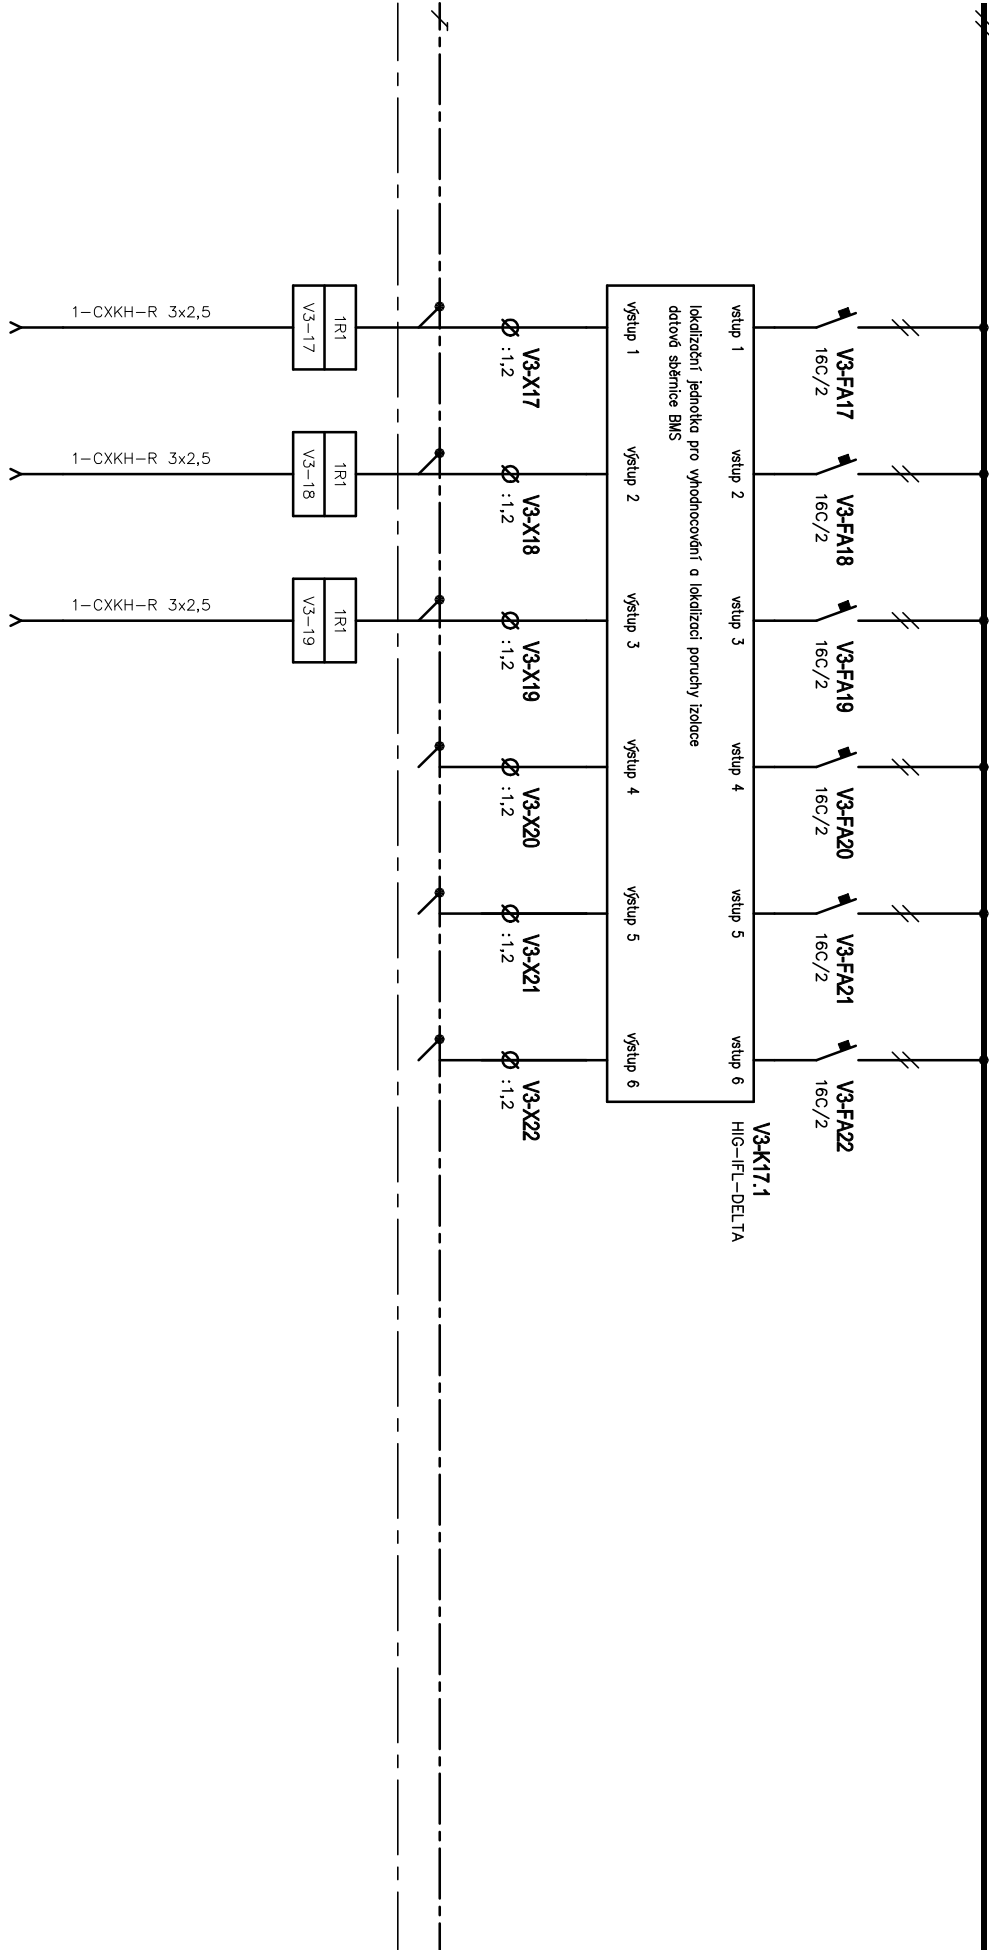 V3-FA17
16C/2
V3-FA18
16C/2
V3-FA19
16C/2
V3-FA20
16C/2
V3-FA21
16C/2
V3-FA22
16C/2
V3-K17.1
HIG-IFL-DELTA
vstup 1
vstup 2
vstup 3
vstup 4
vstup 5
vstup 6
lokalizační jednotka pro vyhodnocování a lokalizaci poruchy izolace
datová sběrnice BMS
výstup 1
výstup 2
výstup 3
výstup 4
výstup 5
výstup 6
V3-X17
:1,2
V3-X18
:1,2
V3-X19
:1,2
V3-X20
:1,2
V3-X21
:1,2
V3-X22
:1,2
1R1
V3-17
1R1
V3-18
1R1
V3-19
1-CXKH-R 3x2,5
1-CXKH-R 3x2,5
1-CXKH-R 3x2,5